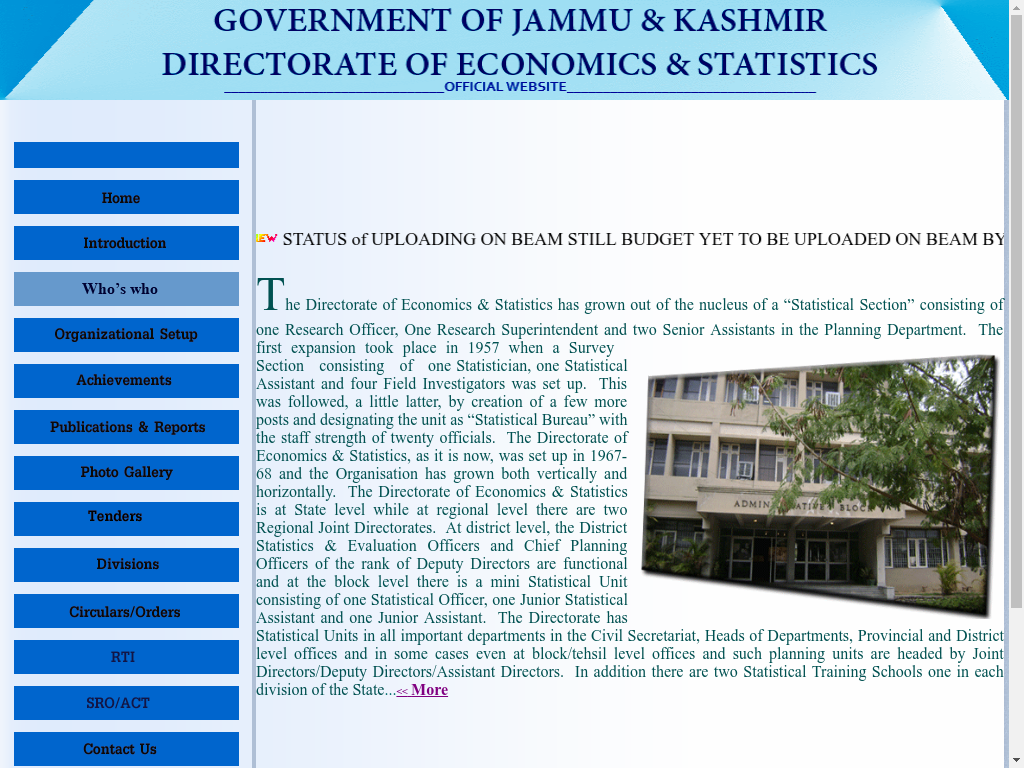 GOVERNMENT OF JAMMU & KASHMIR
DIRECTORATE OF ECONOMICS & STATISTICS
OFFICIAL WEBSITE
Home
Introduction
Who's who
Organizational Setup
Achievements
Publications & Reports
Photo Gallery
Tenders
Divisions
Circulars/Orders
RTI
SRO/ACT
Contact Us
STATUS of UPLOADING ON BEAM STILL BUDGET YET TO BE UPLOADED ON BEAM BY
The Directorate of Economics & Statistics has grown out of the nucleus of a “Statistical Section” consisting of
one Research Officer, One Research Superintendent and two Senior Assistants in the Planning Department. The
first expansion took place in 1957 when a Survey
Section consisting of one Statistician, one Statistical
Assistant and four Field Investigators was set up. This
was followed, a little latter, by creation of a few more
posts and designating the unit as “Statistical Bureau” with
the staff strength of twenty officials. The Directorate of
Economics & Statistics, as it is now, was set up in 1967-
68 and the Organisation has grown both vertically and
horizontally. The Directorate of Economics & Statistics
is at State level while at regional level there are two
Regional Joint Directorates. At district level, the District
Statistics & Evaluation Officers and Chief Planning
Officers of the rank of Deputy Directors are functional
and at the block level there is a mini Statistical Unit
consisting of one Statistical Officer, one Junior Statistical
Assistant and one Junior Assistant. The Directorate has
Statistical Units in all important departments in the Civil Secretariat, Heads of Departments, Provincial and District
level offices and in some cases even at block/tehsil level offices and such planning units are headed by Joint
Directors/Deputy Directors/Assistant Directors. In addition there are two Statistical Training Schools one in each
division of the State...<< More
ADMINISTRATIVE BLOCK